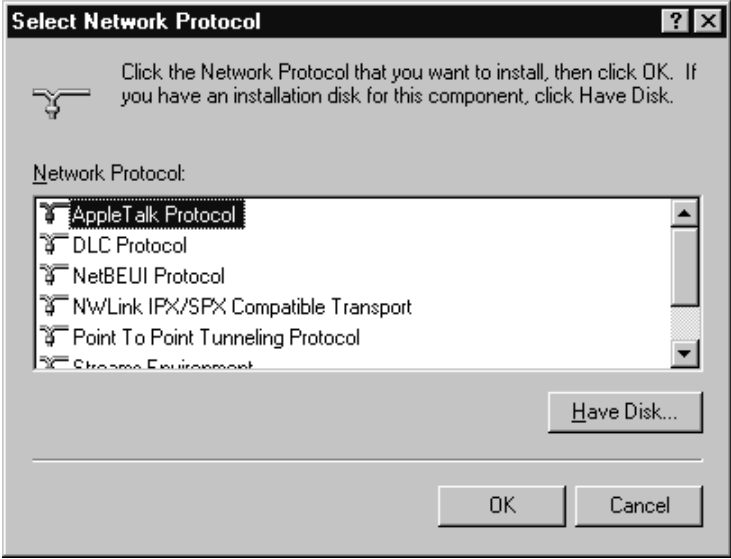 Select Network Protocol
Click the Network Protocol that you want to install, then click OK. If
you have an installation disk for this component, click Have Disk.
Network Protocol:
AppleTalk Protocol
DLC Protocol
NetBEUI Protocol
NWLink IPX/SPX Compatible Transport
Point To Point Tunneling Protocol
Streams Environment
Have Disk...
OK
Cancel